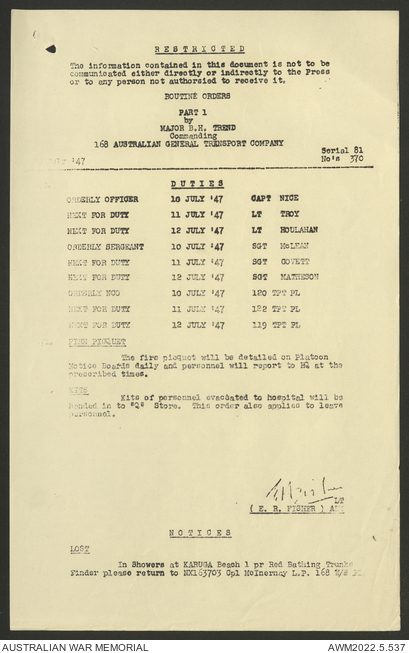 RESTRICTED
The information contained in this document is not to be
communicated either directly or indirectly to the Press
or to any person not authorsied to receive it.
ROUTINE ORDERS
PART 1
by
MAJOR B.H. TREND
Commanding
168 AUSTRALIAN GENERAL TRANSPORT COMPANY
Serial 81
'47 No's 370
DUTIES
ORDERLY OFFICER 10 JULY '47 CAPT NICE
NEXT FOR DUTY 11 JULY '47 LT TROY
NEXT FOR DUTY 12 JULY '47 LT HOULAHAN
ORDERLY SERGEANT 10 JULY '47 SGT McLEAN
NEXT FOR DUTY 11 JULY '47 SGT GOVETT
NEXT FOR DUTY 12 JULY '47 SGT MATHESON
ORDERLY NCO 10 JULY '47 120 TPT PL
NEXT FOR DUTY 11 JULY '47 122 TPT PL
NEXT FOR DUTY 12 JULY '47 119 TPT PL
FIRE PICQUET
The fire picquet will be detailed on Platoon
Notice Boards daily and personnel will report to HQ at the
prescribed times.
KITS
Kits of personnel evacuated to hospital will be
handed in to "Q" Store. This order also applies to leave
personnel.
LT
( E. R. FISHER ) ADJ
NOTICES
LOST
In Showers at KARUGA Beach 1 pr Red Bathing Trunks
Finder please return to NX163703 Cpl McInerney L.P. 168
AUSTRALIAN WAR MEMORIAL AWM2022.5.537